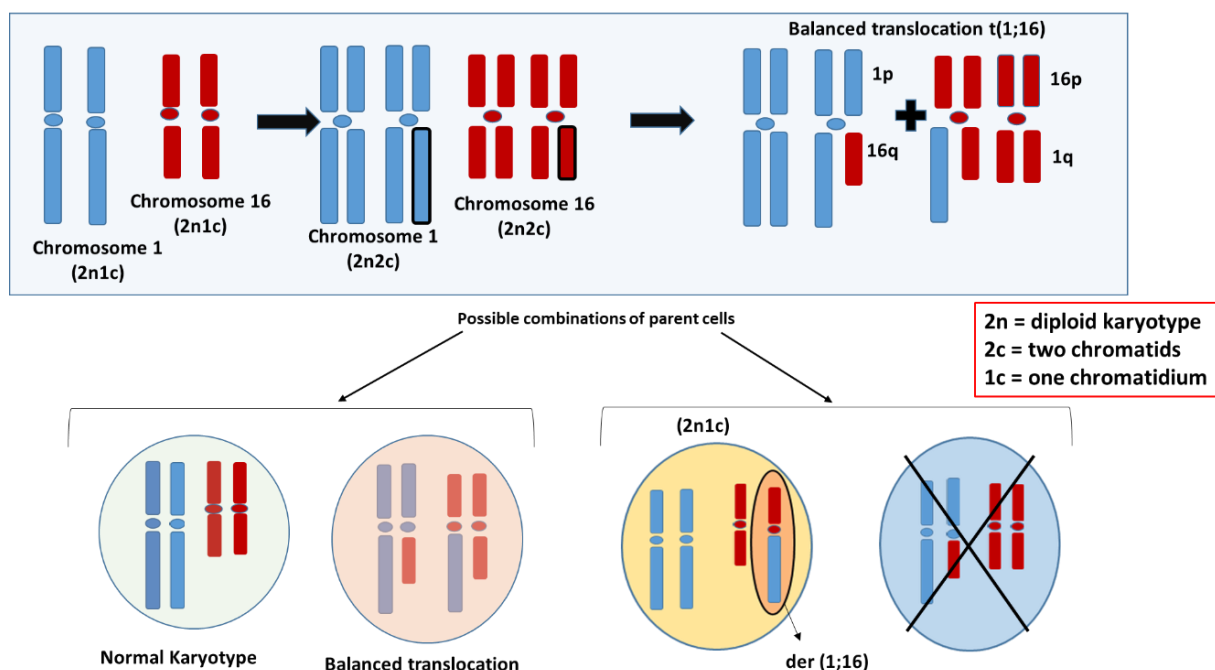 Balanced translocation t(1;16)
1p
16p
16q
1q
Chromosome 16
(2n1c)
Chromosome 1
(2n1c)
Chromosome 1
(2n2c)
Chromosome 16
(2n2c)
Possible combinations of parent cells
2n = diploid karyotype
2c = two chromatids
1c = one chromatidium
(2n1c)
Normal Karyotype
Balanced translocation
der (1;16)